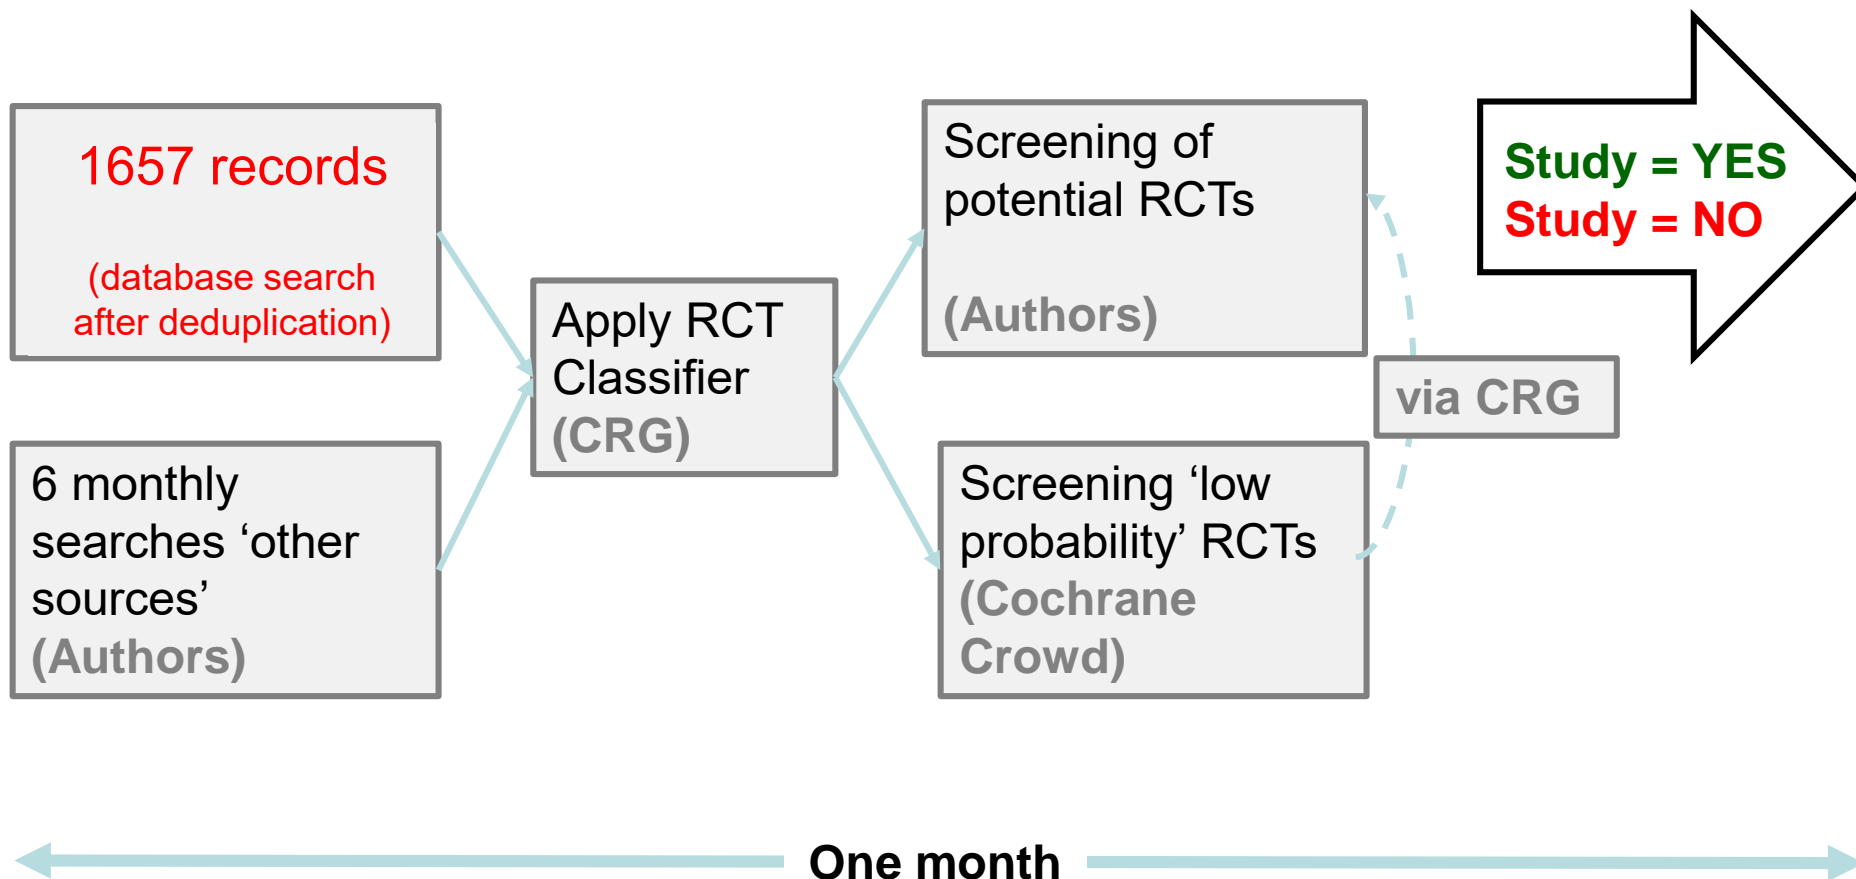 1657 records
(database search
after deduplication)
6 monthly
searches ‘other
sources’
(Authors)
Apply RCT
Classifier
(CRG)
Screening of
potential RCTs
(Authors)
Screening ‘low
probability’ RCTs
(Cochrane
Crowd)
via CRG
Study = YES
Study = NO
One month